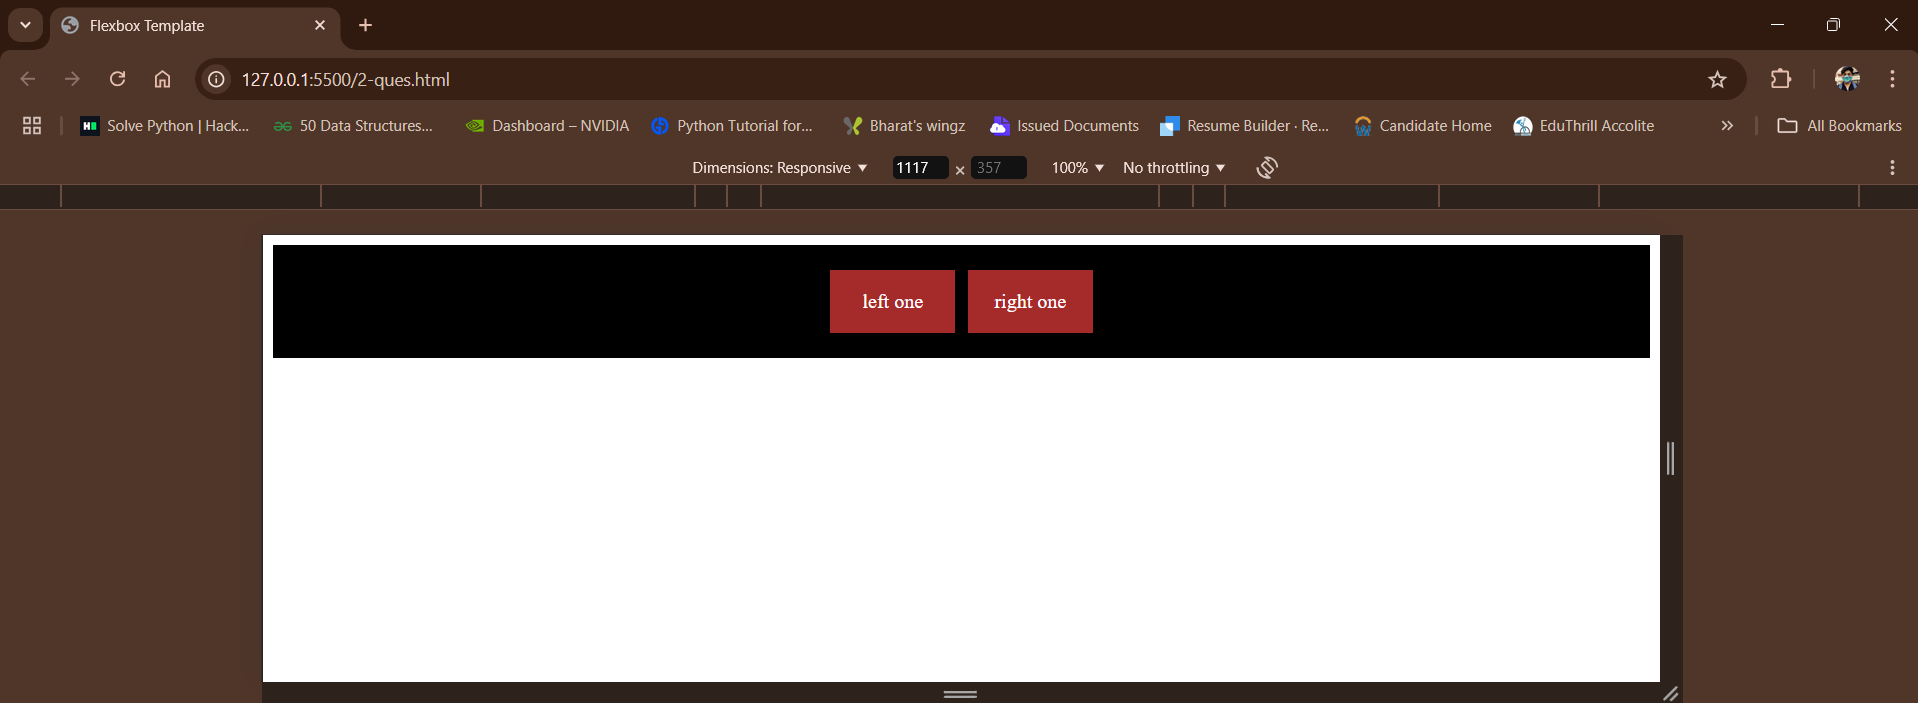 Flexbox Template
127.0.0.1:5500/2-ques.html
Solve Python | Hack... 50 Data Structures... Dashboard – NVIDIA Python Tutorial for... Bharat's wingz Issued Documents Resume Builder · Re... Candidate Home EduThrill Accolite All Bookmarks
Dimensions: Responsive 1117 × 357 100% No throttling
left one right one